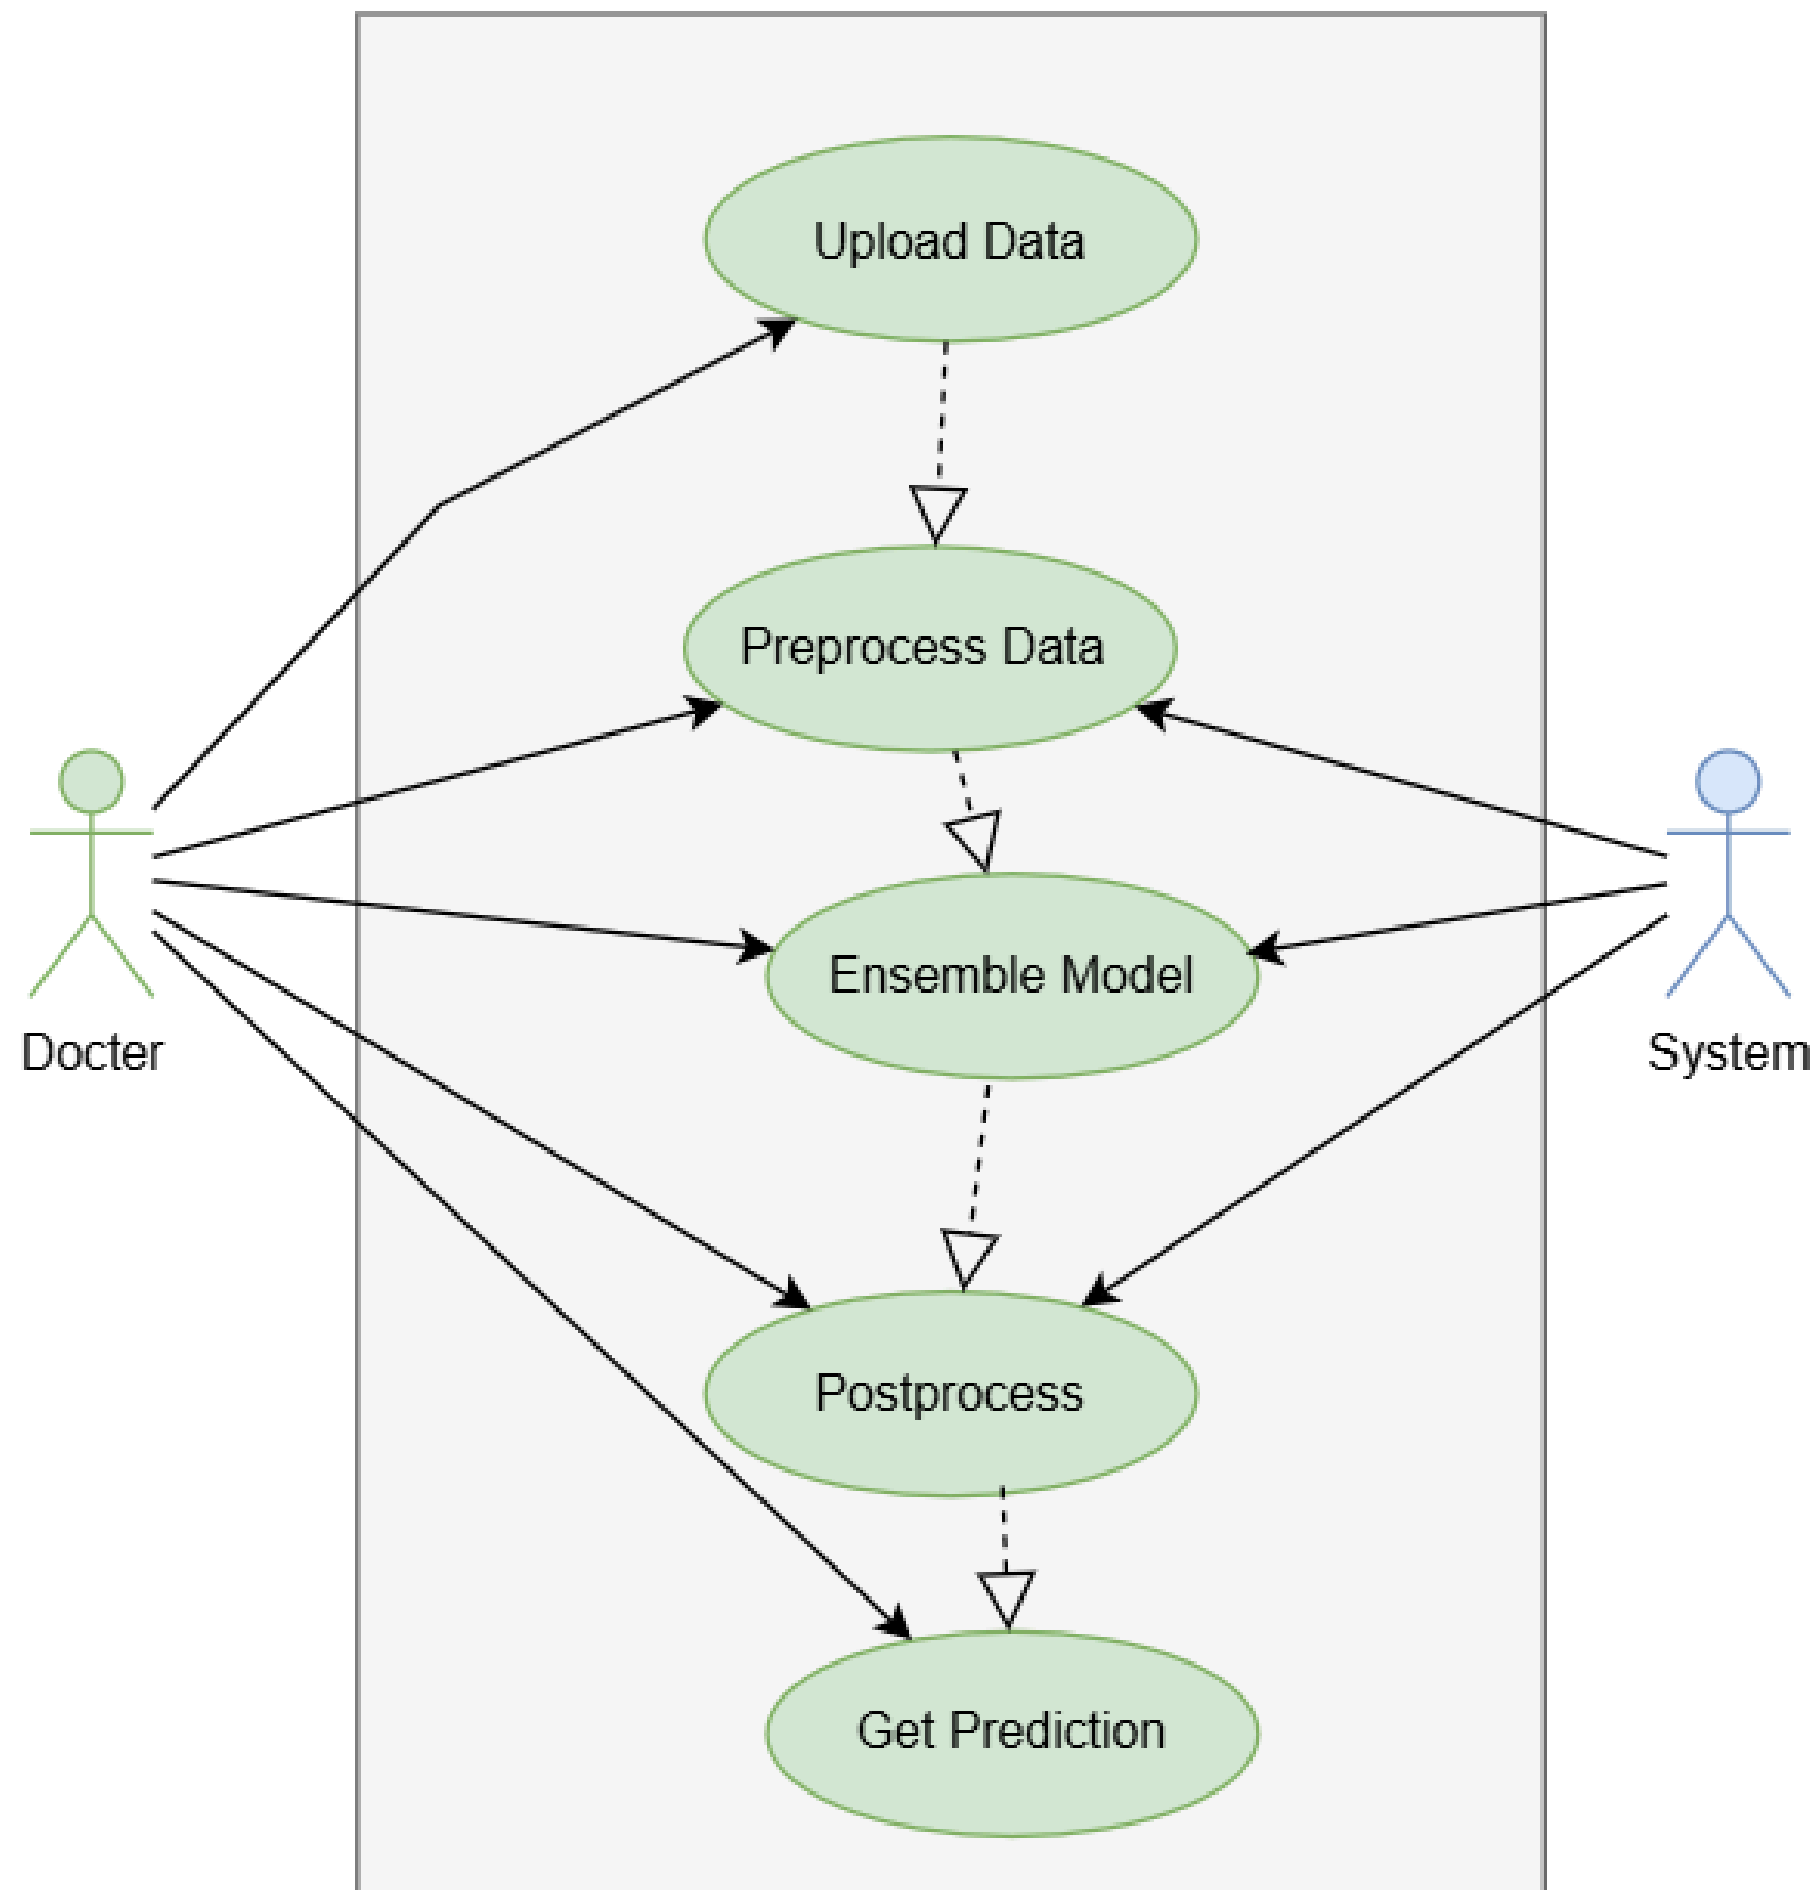 Upload Data
Preprocess Data
Ensemble Model
Docter
System
Postprocess
Get Prediction